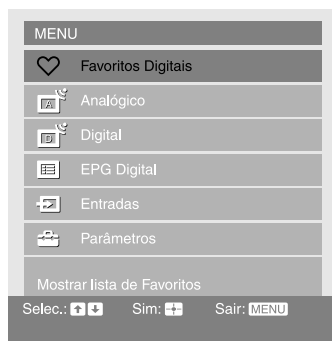 MENU
Favoritos Digitais
A Analógico
D Digital
EPG Digital
Entradas
Parâmetros
Mostrar lista de Favoritos
Selec.: Sim: Sair: MENU